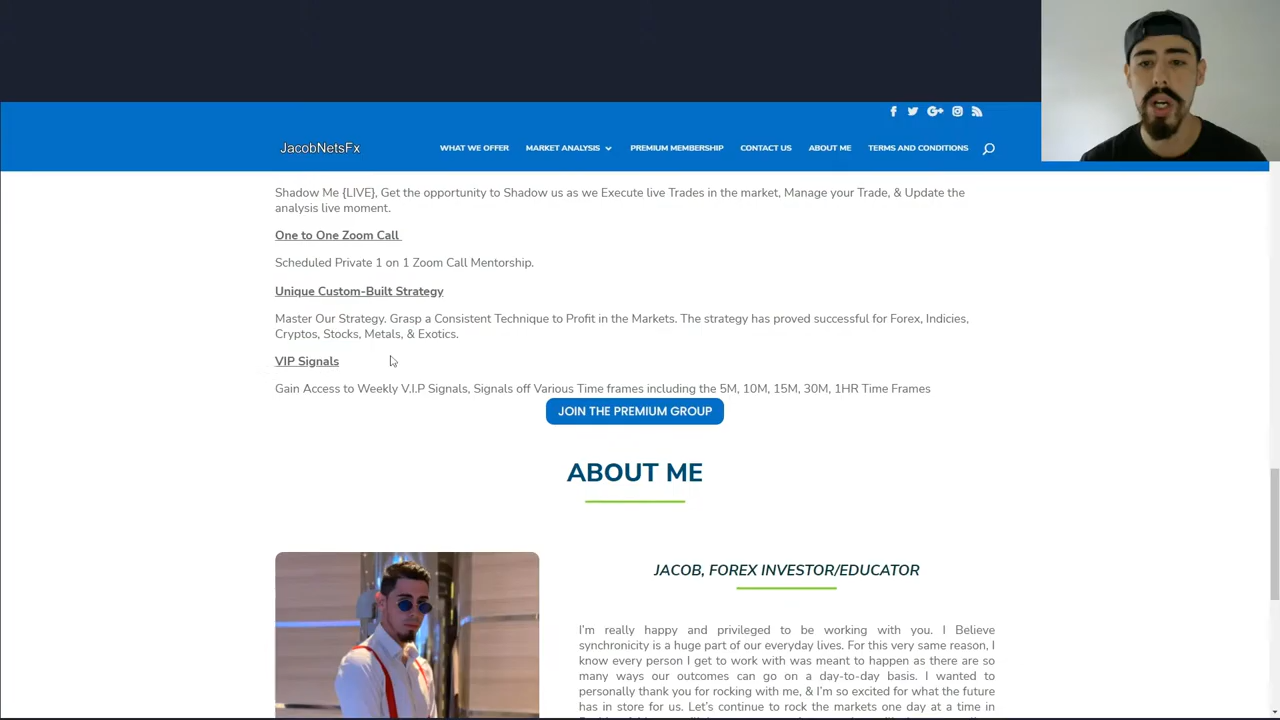 JacobNetsFx
WHAT WE OFFER
MARKET ANALYSIS
PREMIUM MEMBERSHIP
CONTACT US
ABOUT ME
TERMS AND CONDITIONS
Shadow Me {LIVE}, Get the opportunity to Shadow us as we Execute live Trades in the market, Manage your Trade, & Update the
analysis live moment.
One to One Zoom Call
Scheduled Private 1 on 1 Zoom Call Mentorship.
Unique Custom-Built Strategy
Master Our Strategy. Grasp a Consistent Technique to Profit in the Markets. The strategy has proved successful for Forex, Indicies,
Cryptos, Stocks, Metals, & Exotics.
VIP Signals
Gain Access to Weekly V.I.P Signals, Signals off Various Time frames including the 5M, 10M, 15M, 30M, 1HR Time Frames
JOIN THE PREMIUM GROUP
ABOUT ME
JACOB, FOREX INVESTOR/EDUCATOR
I'm really happy and privileged to be working with you. I Believe
synchronicity is a huge part of our everyday lives. For this very same reason, I
know every person I get to work with was meant to happen as there are so
many ways our outcomes can go on a day-to-day basis. I wanted to
personally thank you for rocking with me, & I'm so excited for what the future
has in store for us. Let's continue to rock the markets one day at a time in